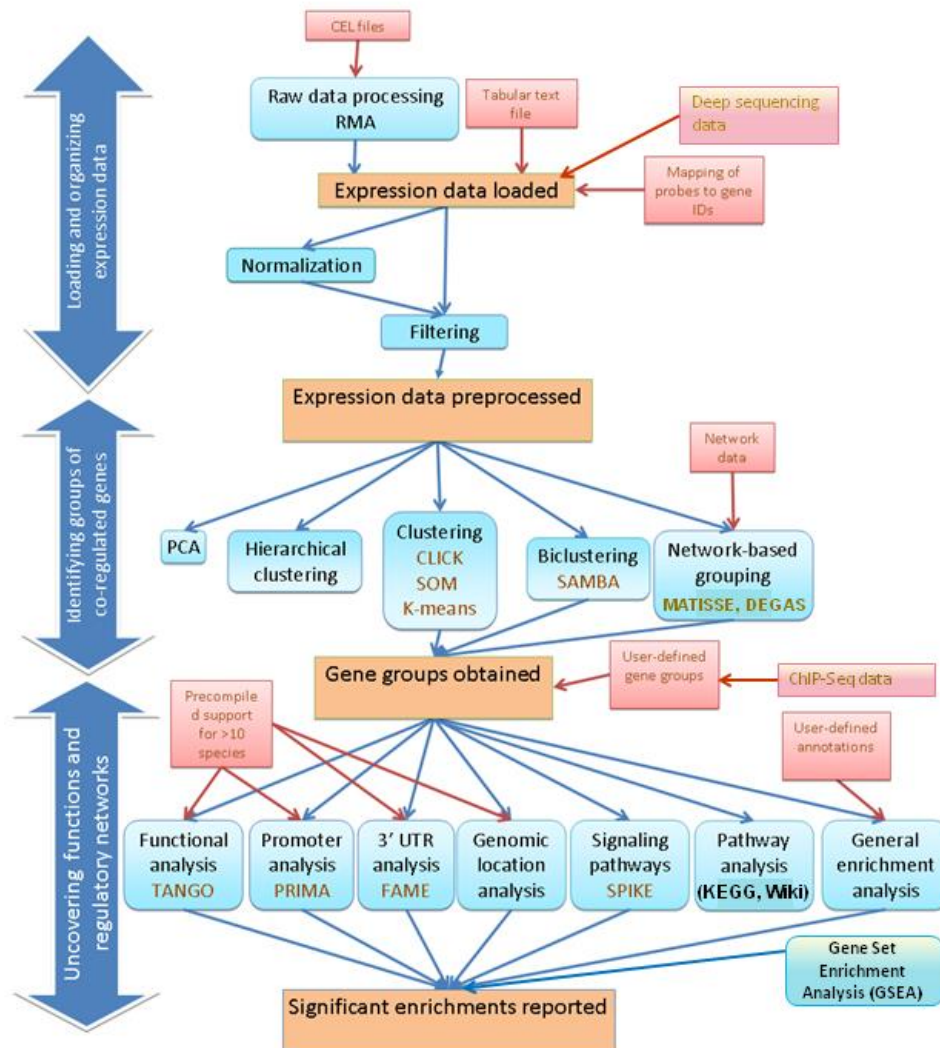 CEL files
Raw data processing
RMA
Tabular text
file
Deep sequencing
data
Mapping of
probes to gene
IDs
Expression data loaded
Loading and organizing
expression data
Normalization
Filtering
Expression data preprocessed
Network
data
Identifying groups of
co-regulated genes
PCA
Hierarchical
clustering
Clustering
CLICK
SOM
K-means
Biclustering
SAMBA
Network-based
grouping
MATISSE, DEGAS
Gene groups obtained
User-defined
gene groups
ChIP-Seq data
Precompile
d support
for >10
species
User-defined
annotations
Uncovering functions and
regulatory networks
Functional
analysis
TANGO
Promoter
analysis
PRIMA
3' UTR
analysis
FAME
Genomic
location
analysis
Signaling
pathways
SPIKE
Pathway
analysis
(KEGG, Wiki)
General
enrichment
analysis
Gene Set
Enrichment
Analysis (GSEA)
Significant enrichments reported